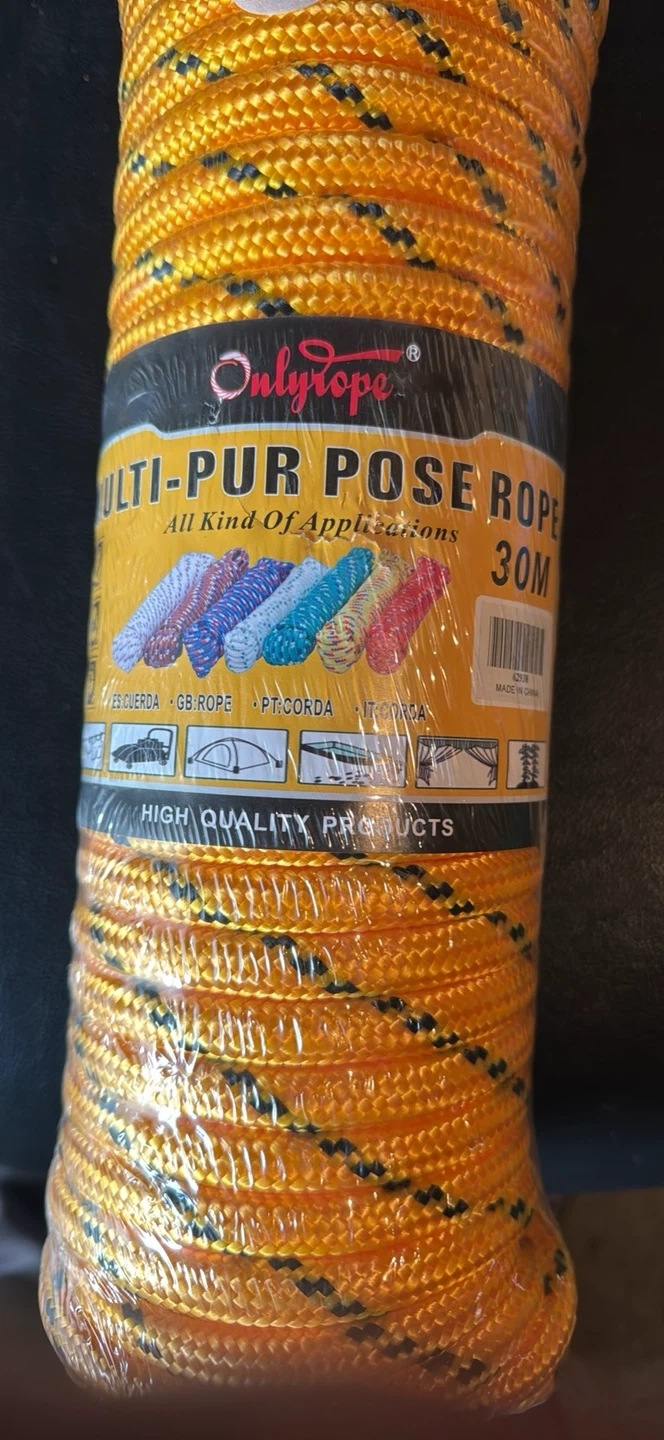 Onlyrope®
ULTI-PUR POSE ROPE
All Kind Of Applications
30M
62938
MADE IN CHINA
ES:CUERDA · GB:ROPE · PT:CORDA · IT:CORDA
HIGH QUALITY PRODUCTS